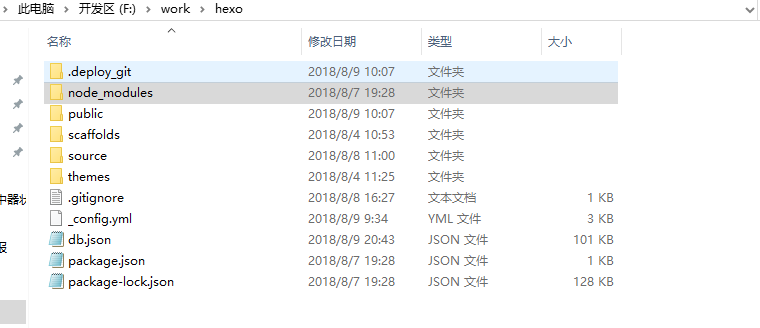 此电脑 › 开发区 (F:) › work › hexo
名称 修改日期 类型 大小
.deploy_git 2018/8/9 10:07 文件夹
node_modules 2018/8/7 19:28 文件夹
public 2018/8/9 10:07 文件夹
scaffolds 2018/8/4 10:53 文件夹
source 2018/8/8 11:00 文件夹
themes 2018/8/4 11:25 文件夹
中器状 .gitignore 2018/8/8 16:27 文本文档 1 KB
_config.yml 2018/8/9 9:34 YML 文件 3 KB
报 db.json 2018/8/9 20:43 JSON 文件 101 KB
package.json 2018/8/7 19:28 JSON 文件 1 KB
package-lock.json 2018/8/7 19:28 JSON 文件 128 KB